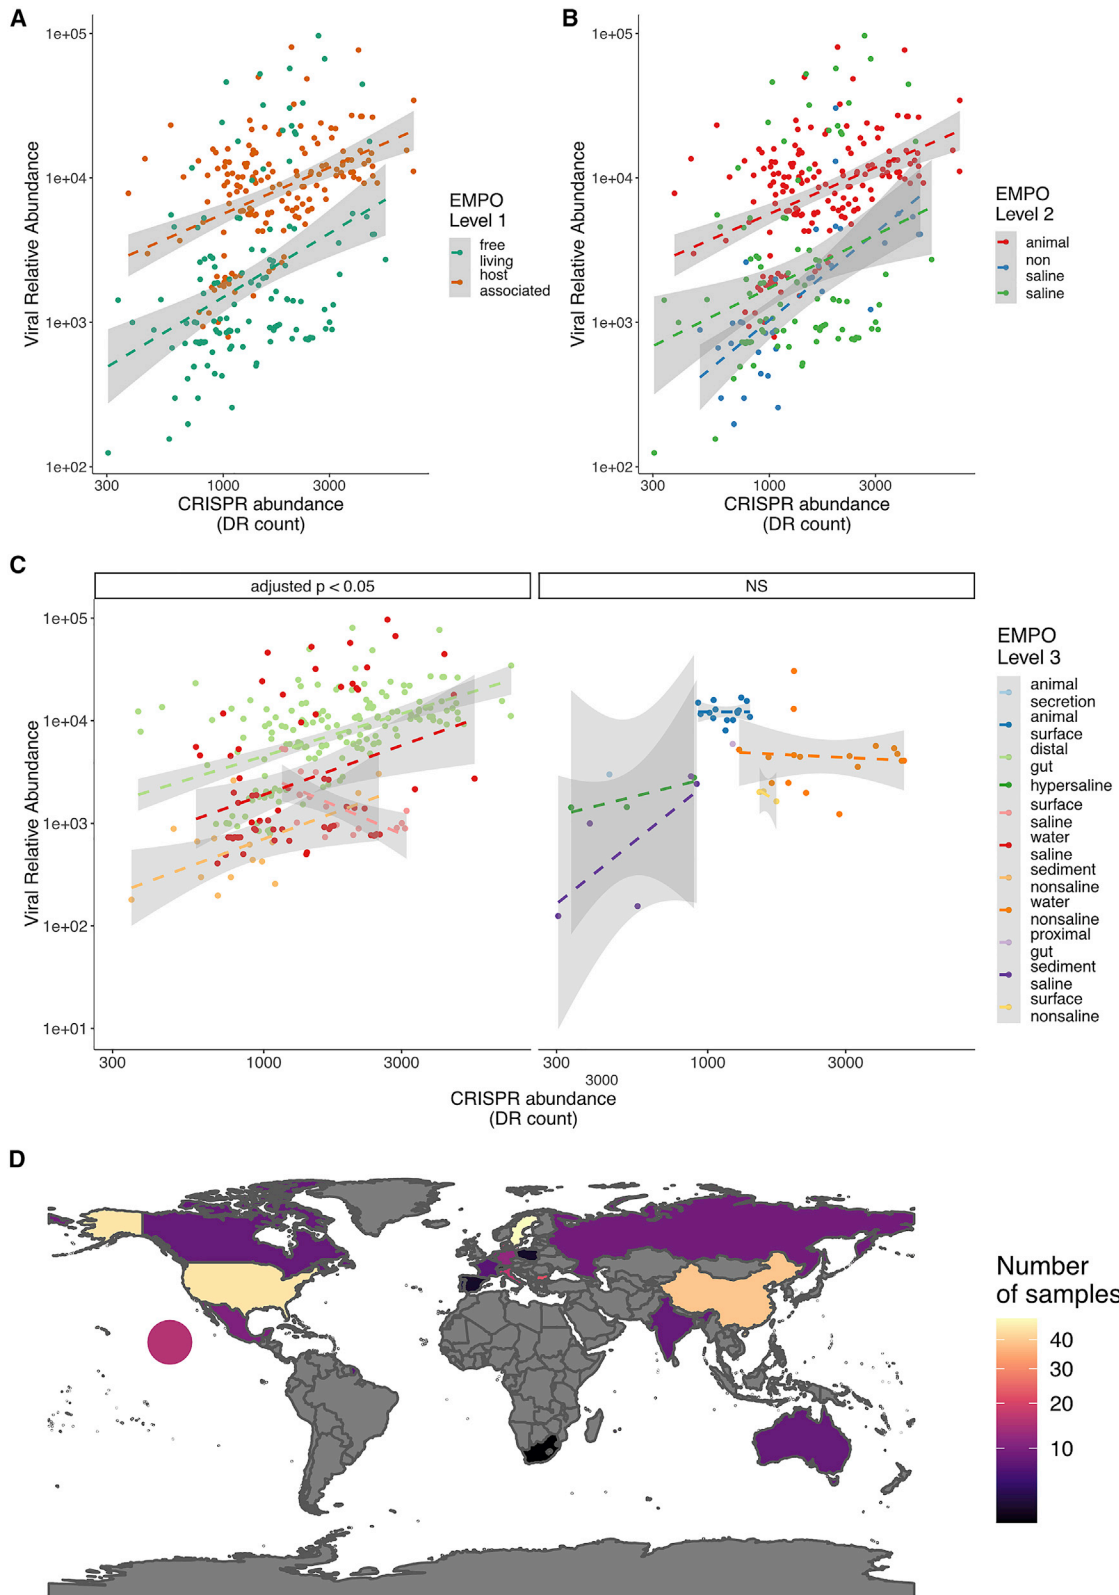 A
B
1e+05
1e+04
1e+03
1e+02
Viral Relative Abundance
300
1000
3000
CRISPR abundance
(DR count)
EMPO
Level 1
free
living
host
associated
1e+05
1e+04
1e+03
1e+02
Viral Relative Abundance
300
1000
3000
CRISPR abundance
(DR count)
EMPO
Level 2
animal
non
saline
saline
C
adjusted p < 0.05
NS
1e+05
1e+04
1e+03
1e+02
1e+01
Viral Relative Abundance
300
1000
3000
300
1000
3000
3000
CRISPR abundance
(DR count)
EMPO
Level 3
animal
secretion
animal
surface
distal
gut
hypersaline
surface
saline
water
saline
sediment
nonsaline
water
nonsaline
proximal
gut
sediment
saline
surface
nonsaline
D
Number
of samples
40
30
20
10